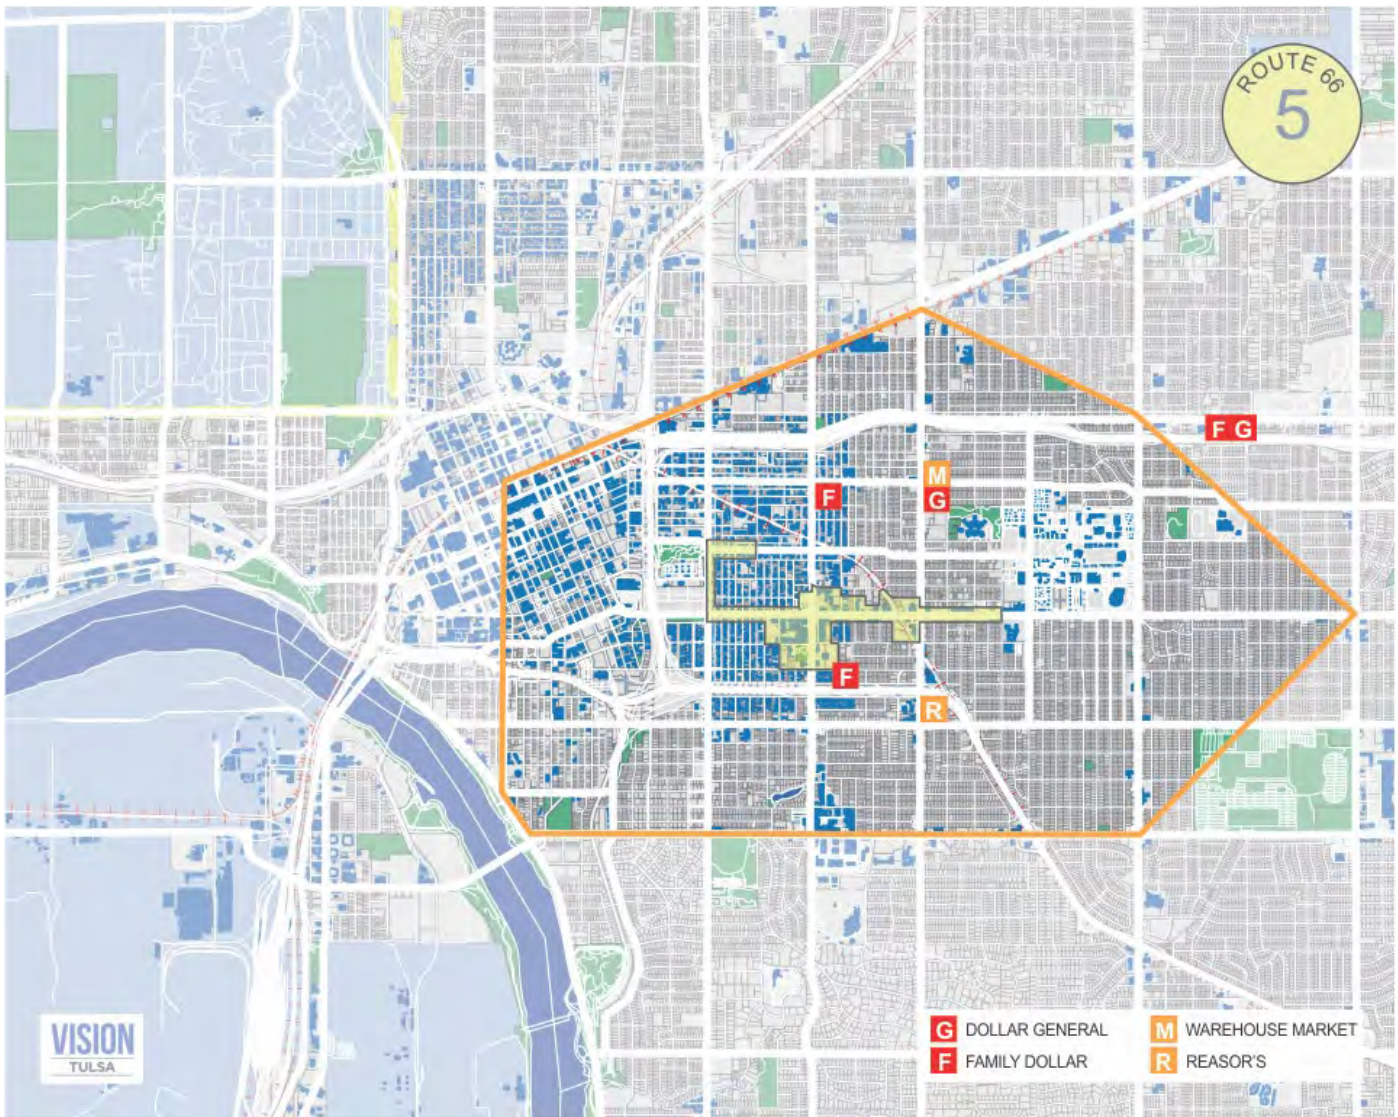 ROUTE 66
5
F G
M
F
G
F
R
G DOLLAR GENERAL
M WAREHOUSE MARKET
F FAMILY DOLLAR
R REASOR'S
VISION
TULSA